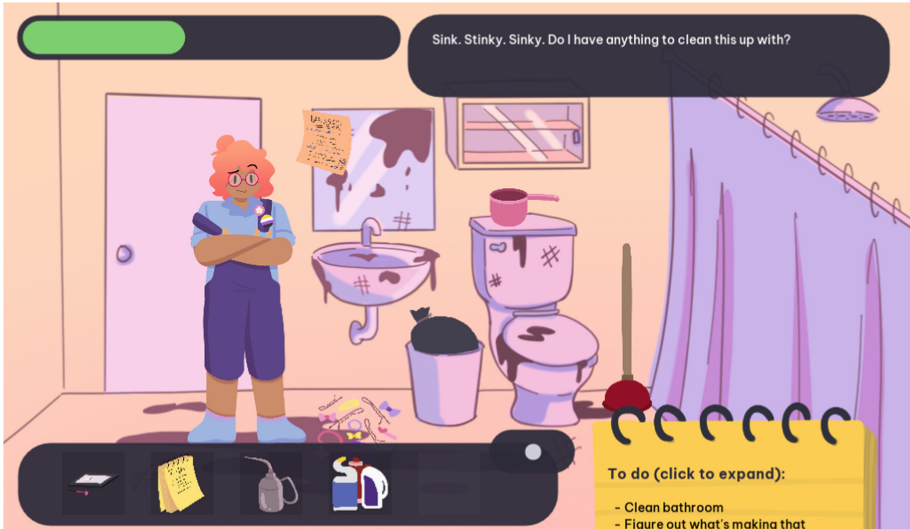 Sink. Stinky. Sinky. Do I have anything to clean this up with?
To do (click to expand):
- Clean bathroom
- Figure out what's making that